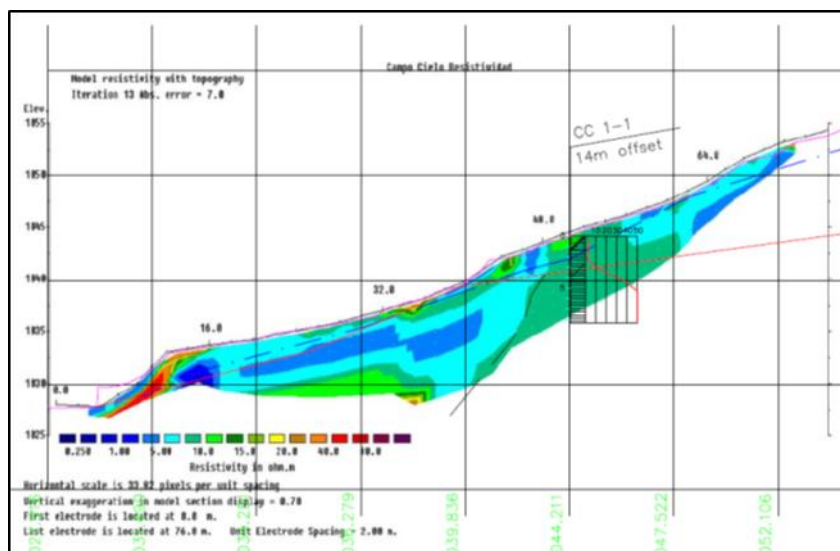 Campo Cielo Resistividad
Model resistivity with topography
Iteration 13 Abs. error = 7.0
Elev.
1055
1050
1045
1040
1035
1030
1025
CC 1-1
14m offset
64.0
48.0
32.0
16.0
0.0
0.250 1.00 5.00 10.0 15.0 20.0 40.0 80.0
Resistivity in ohm.m
Horizontal scale is 33.82 pixels per unit spacing
Vertical exaggeration in model section display = 0.70
First electrode is located at 0.0 m.
Last electrode is located at 76.0 m. Unit Electrode Spacing = 2.00 m.
039.836
044.211
047.522
052.106